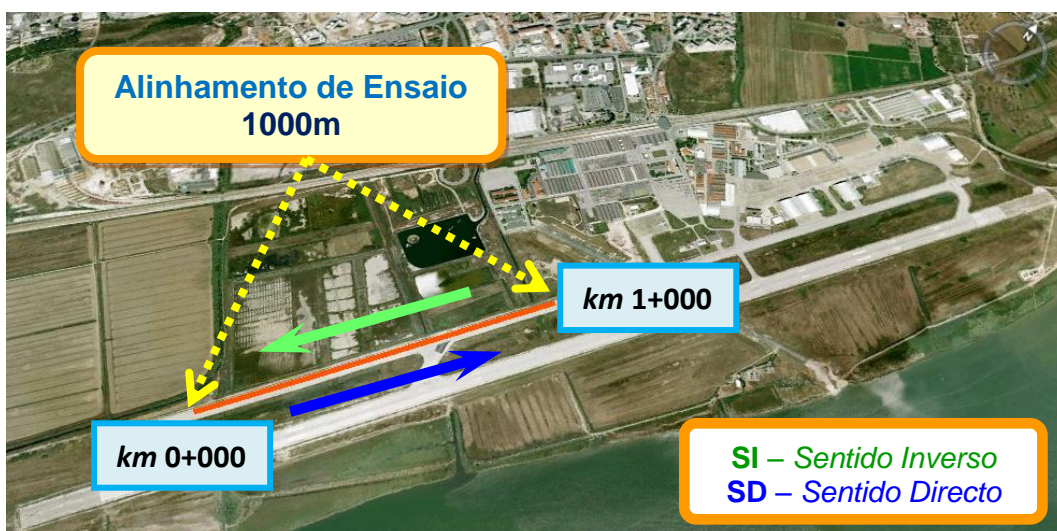 Alinhamento de Ensaio
1000m
km 1+000
km 0+000
SI – Sentido Inverso
SD – Sentido Directo